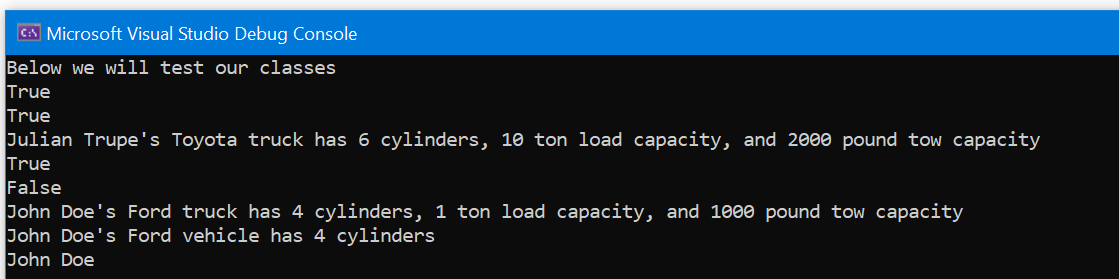 C:\ Microsoft Visual Studio Debug Console
Below we will test our classes
True
True
Julian Trupe's Toyota truck has 6 cylinders, 10 ton load capacity, and 2000 pound tow capacity
True
False
John Doe's Ford truck has 4 cylinders, 1 ton load capacity, and 1000 pound tow capacity
John Doe's Ford vehicle has 4 cylinders
John Doe